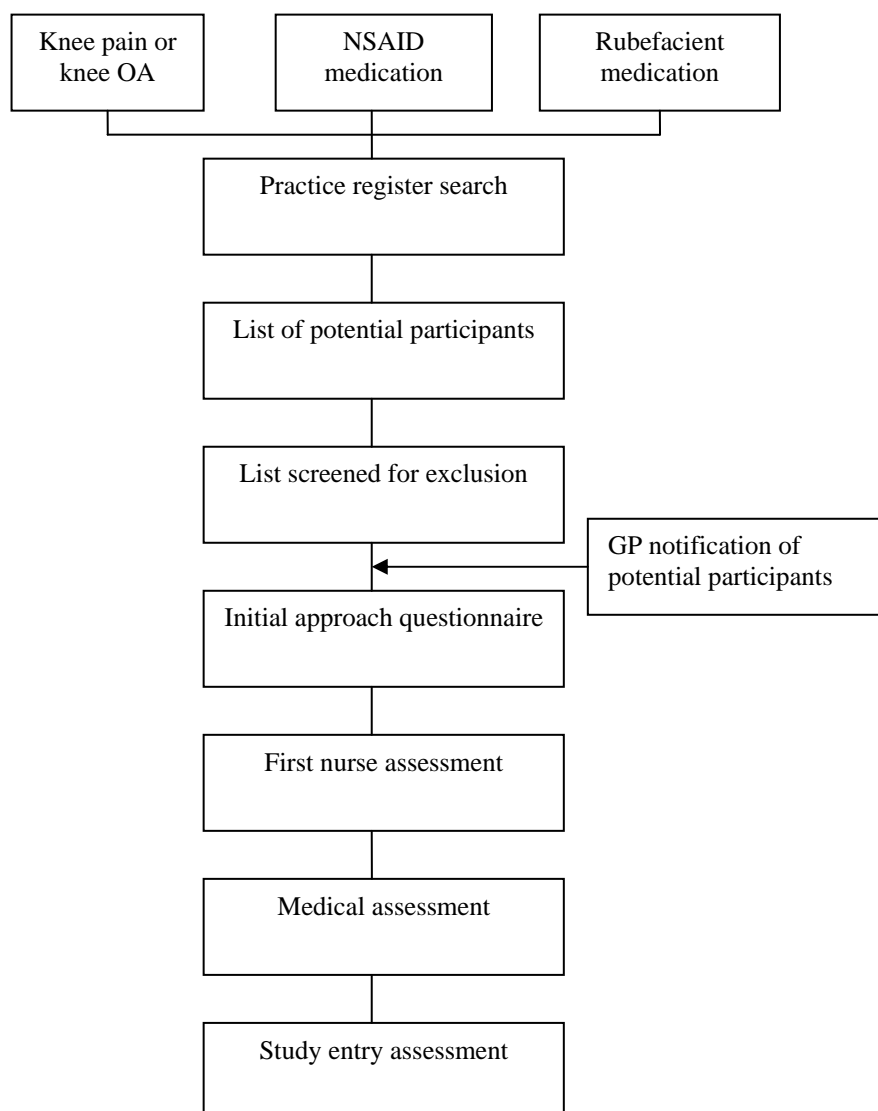 Knee pain or
knee OA
NSAID
medication
Rubefacient
medication
Practice register search
List of potential participants
List screened for exclusion
GP notification of
potential participants
Initial approach questionnaire
First nurse assessment
Medical assessment
Study entry assessment